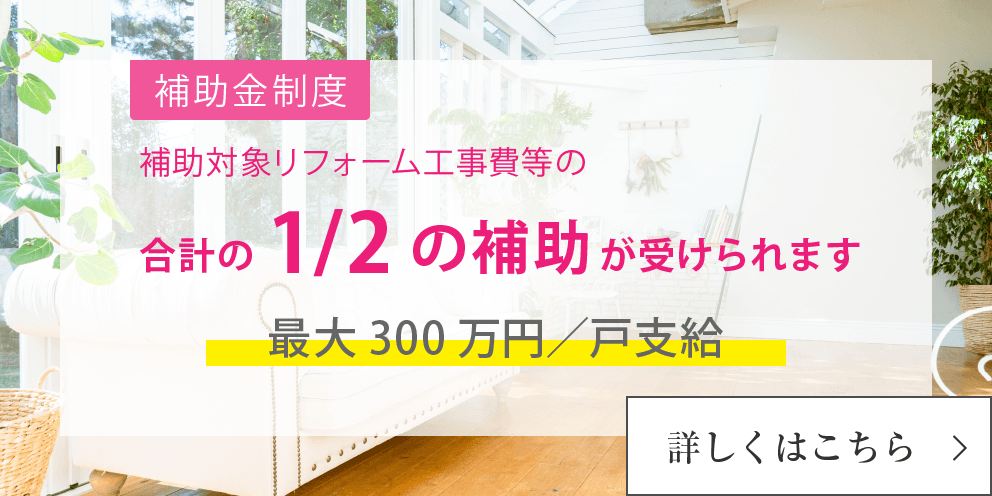 補助金制度
補助対象リフォーム工事費等の
合計の 1/2 の補助が受けられます
最大 300 万円／戸支給
詳しくはこちら